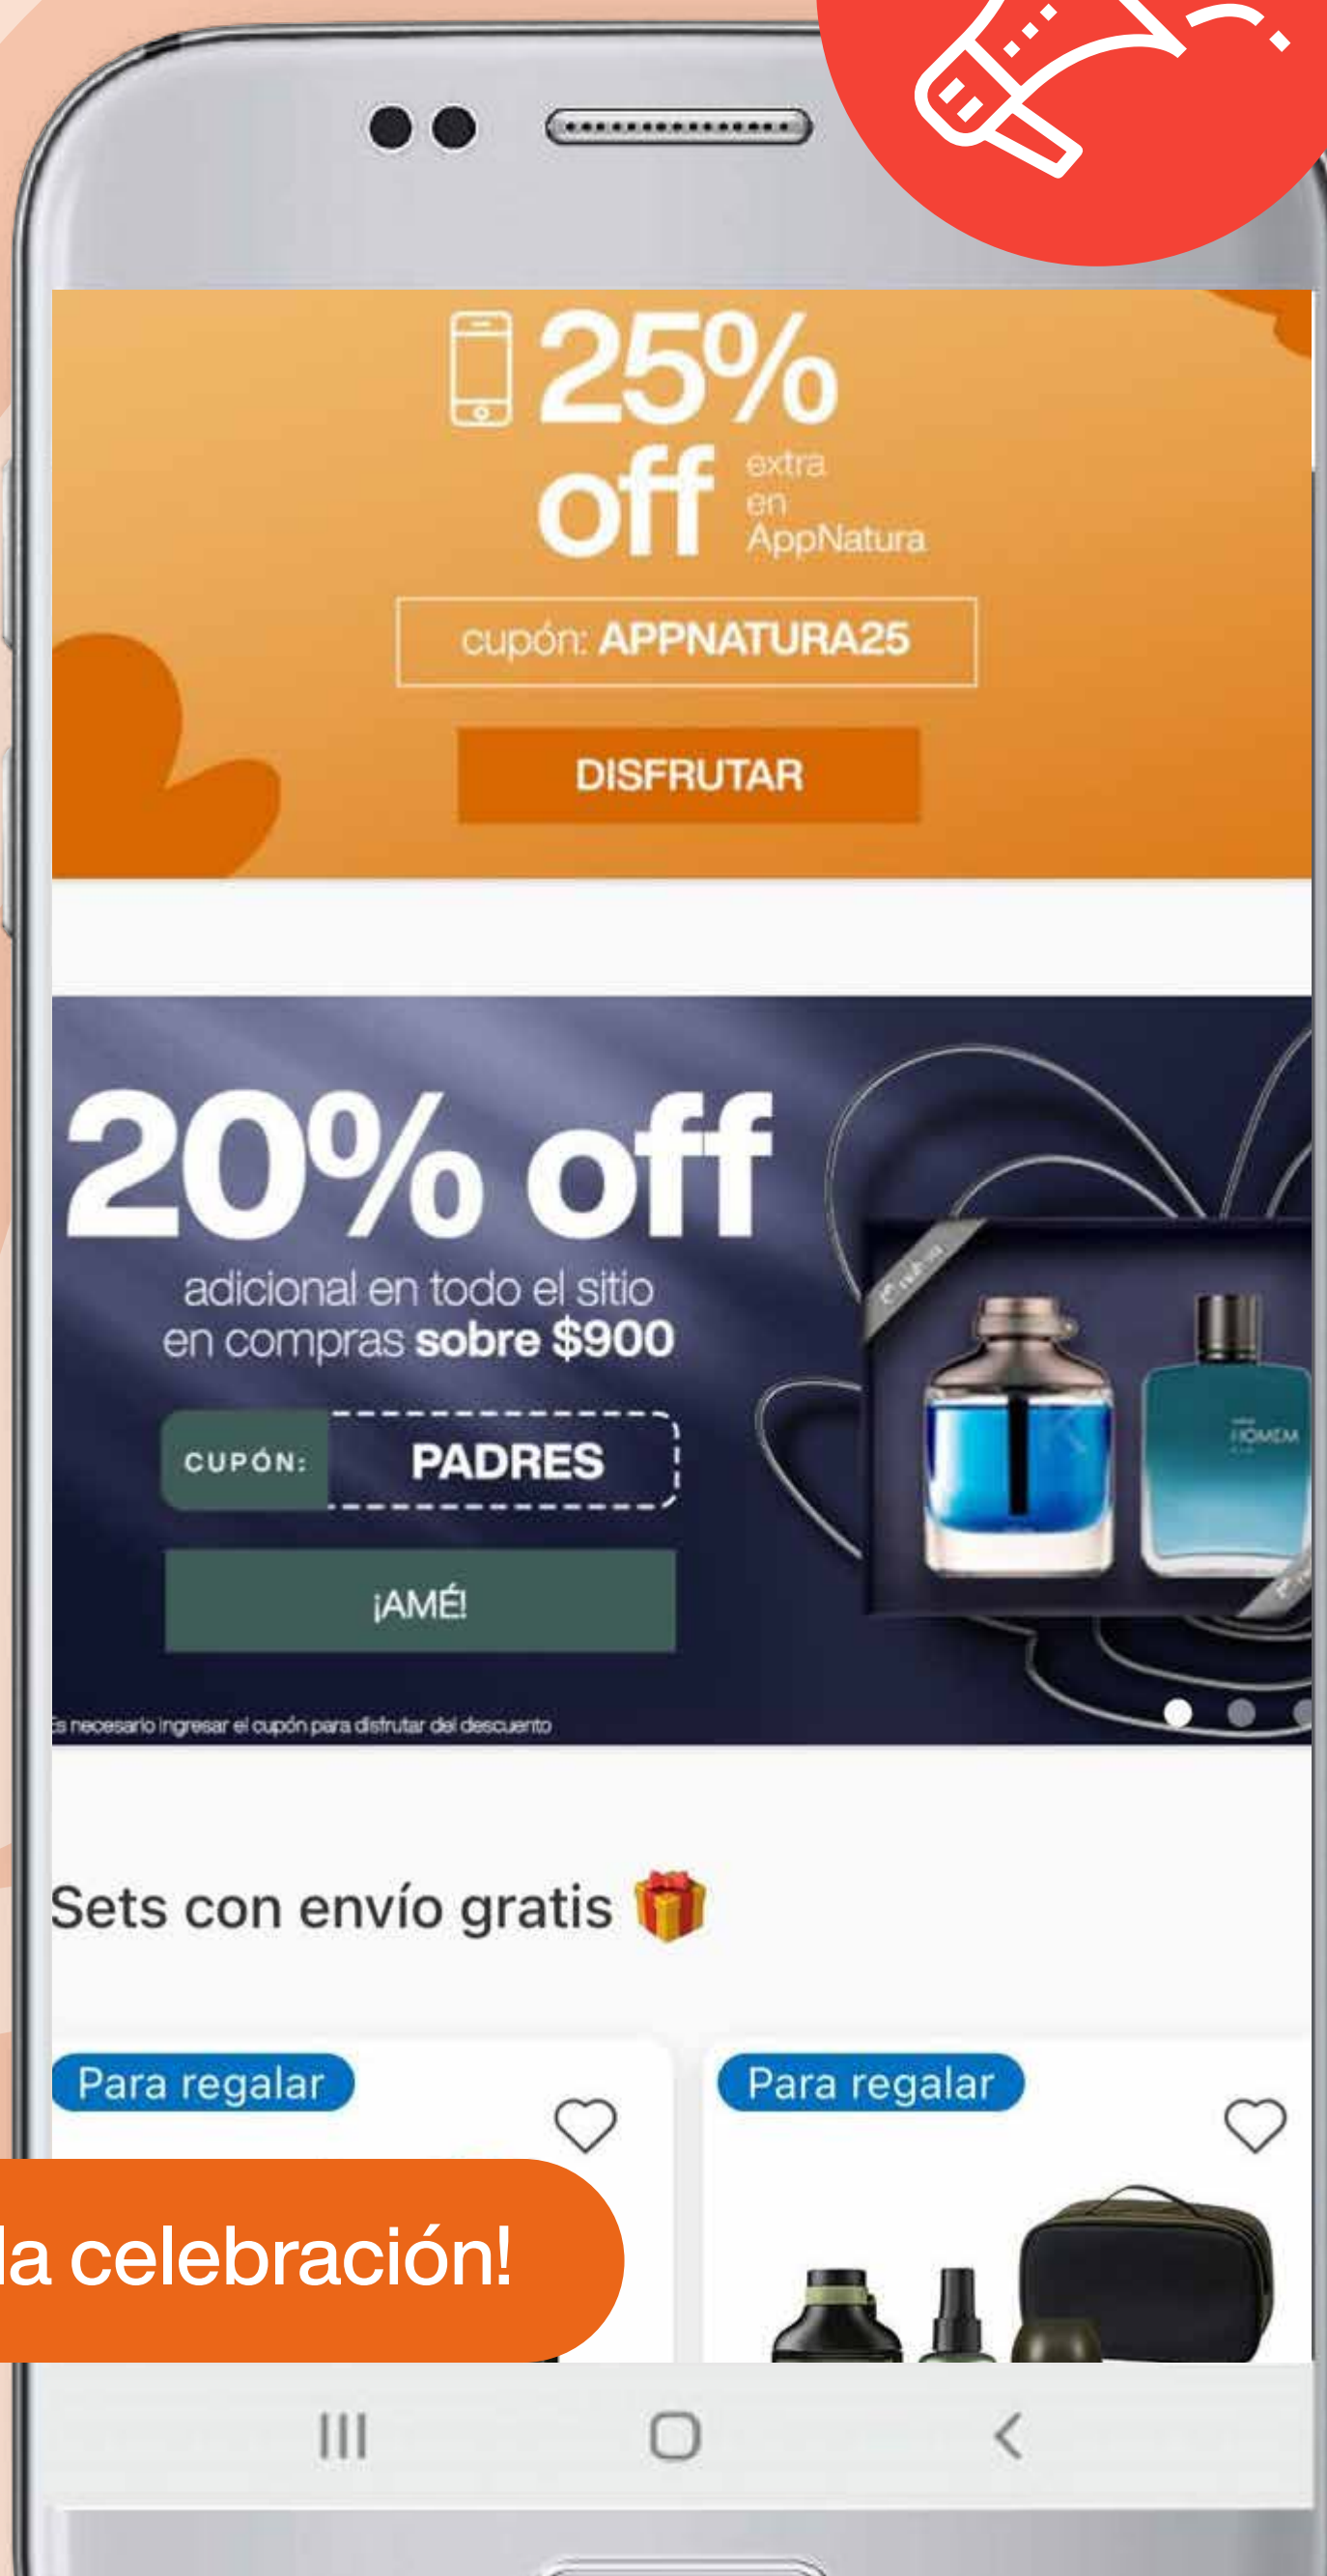 25%
off extra
en
AppNatura
cupón: APPNATURA25
DISFRUTAR
20% off
adicional en todo el sitio
en compras sobre $900
CUPÓN: PADRES
¡AMÉ!
Es necesario ingresar el cupón para disfrutar del descuento
HOMEM
Sets con envío gratis
Para regalar
Para regalar
la celebración!